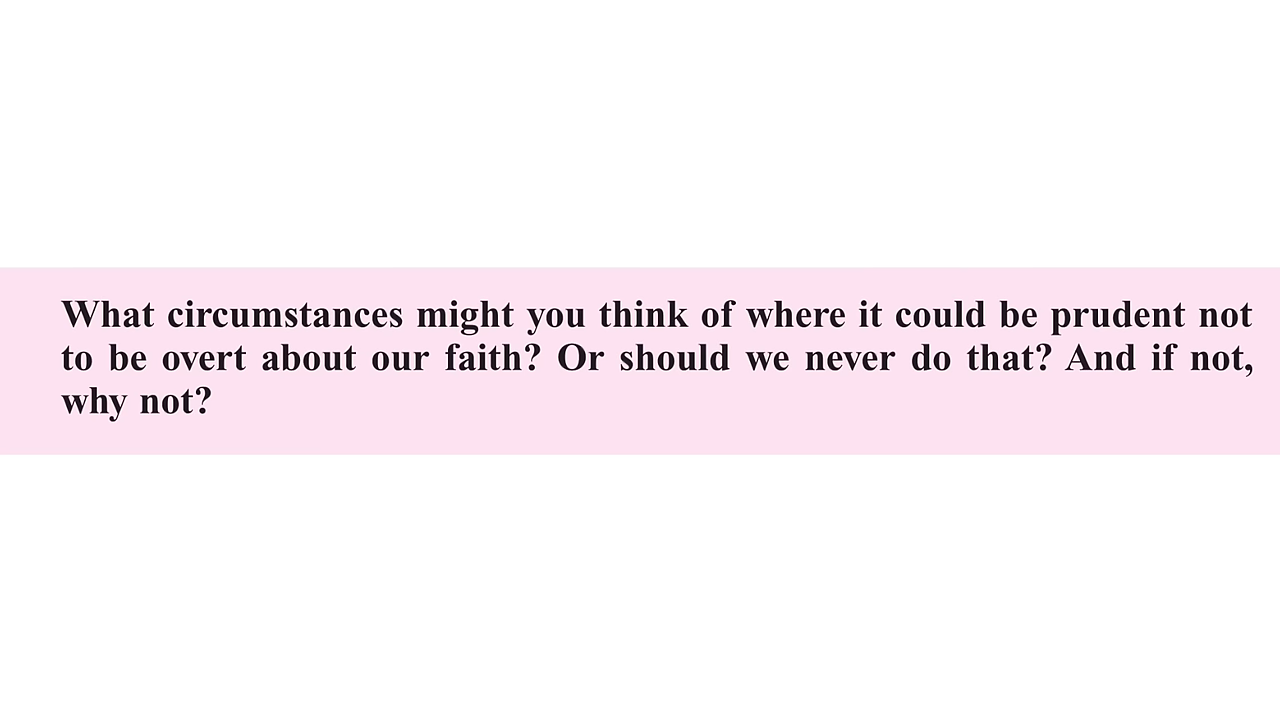 What circumstances might you think of where it could be prudent not
to be overt about our faith? Or should we never do that? And if not,
why not?